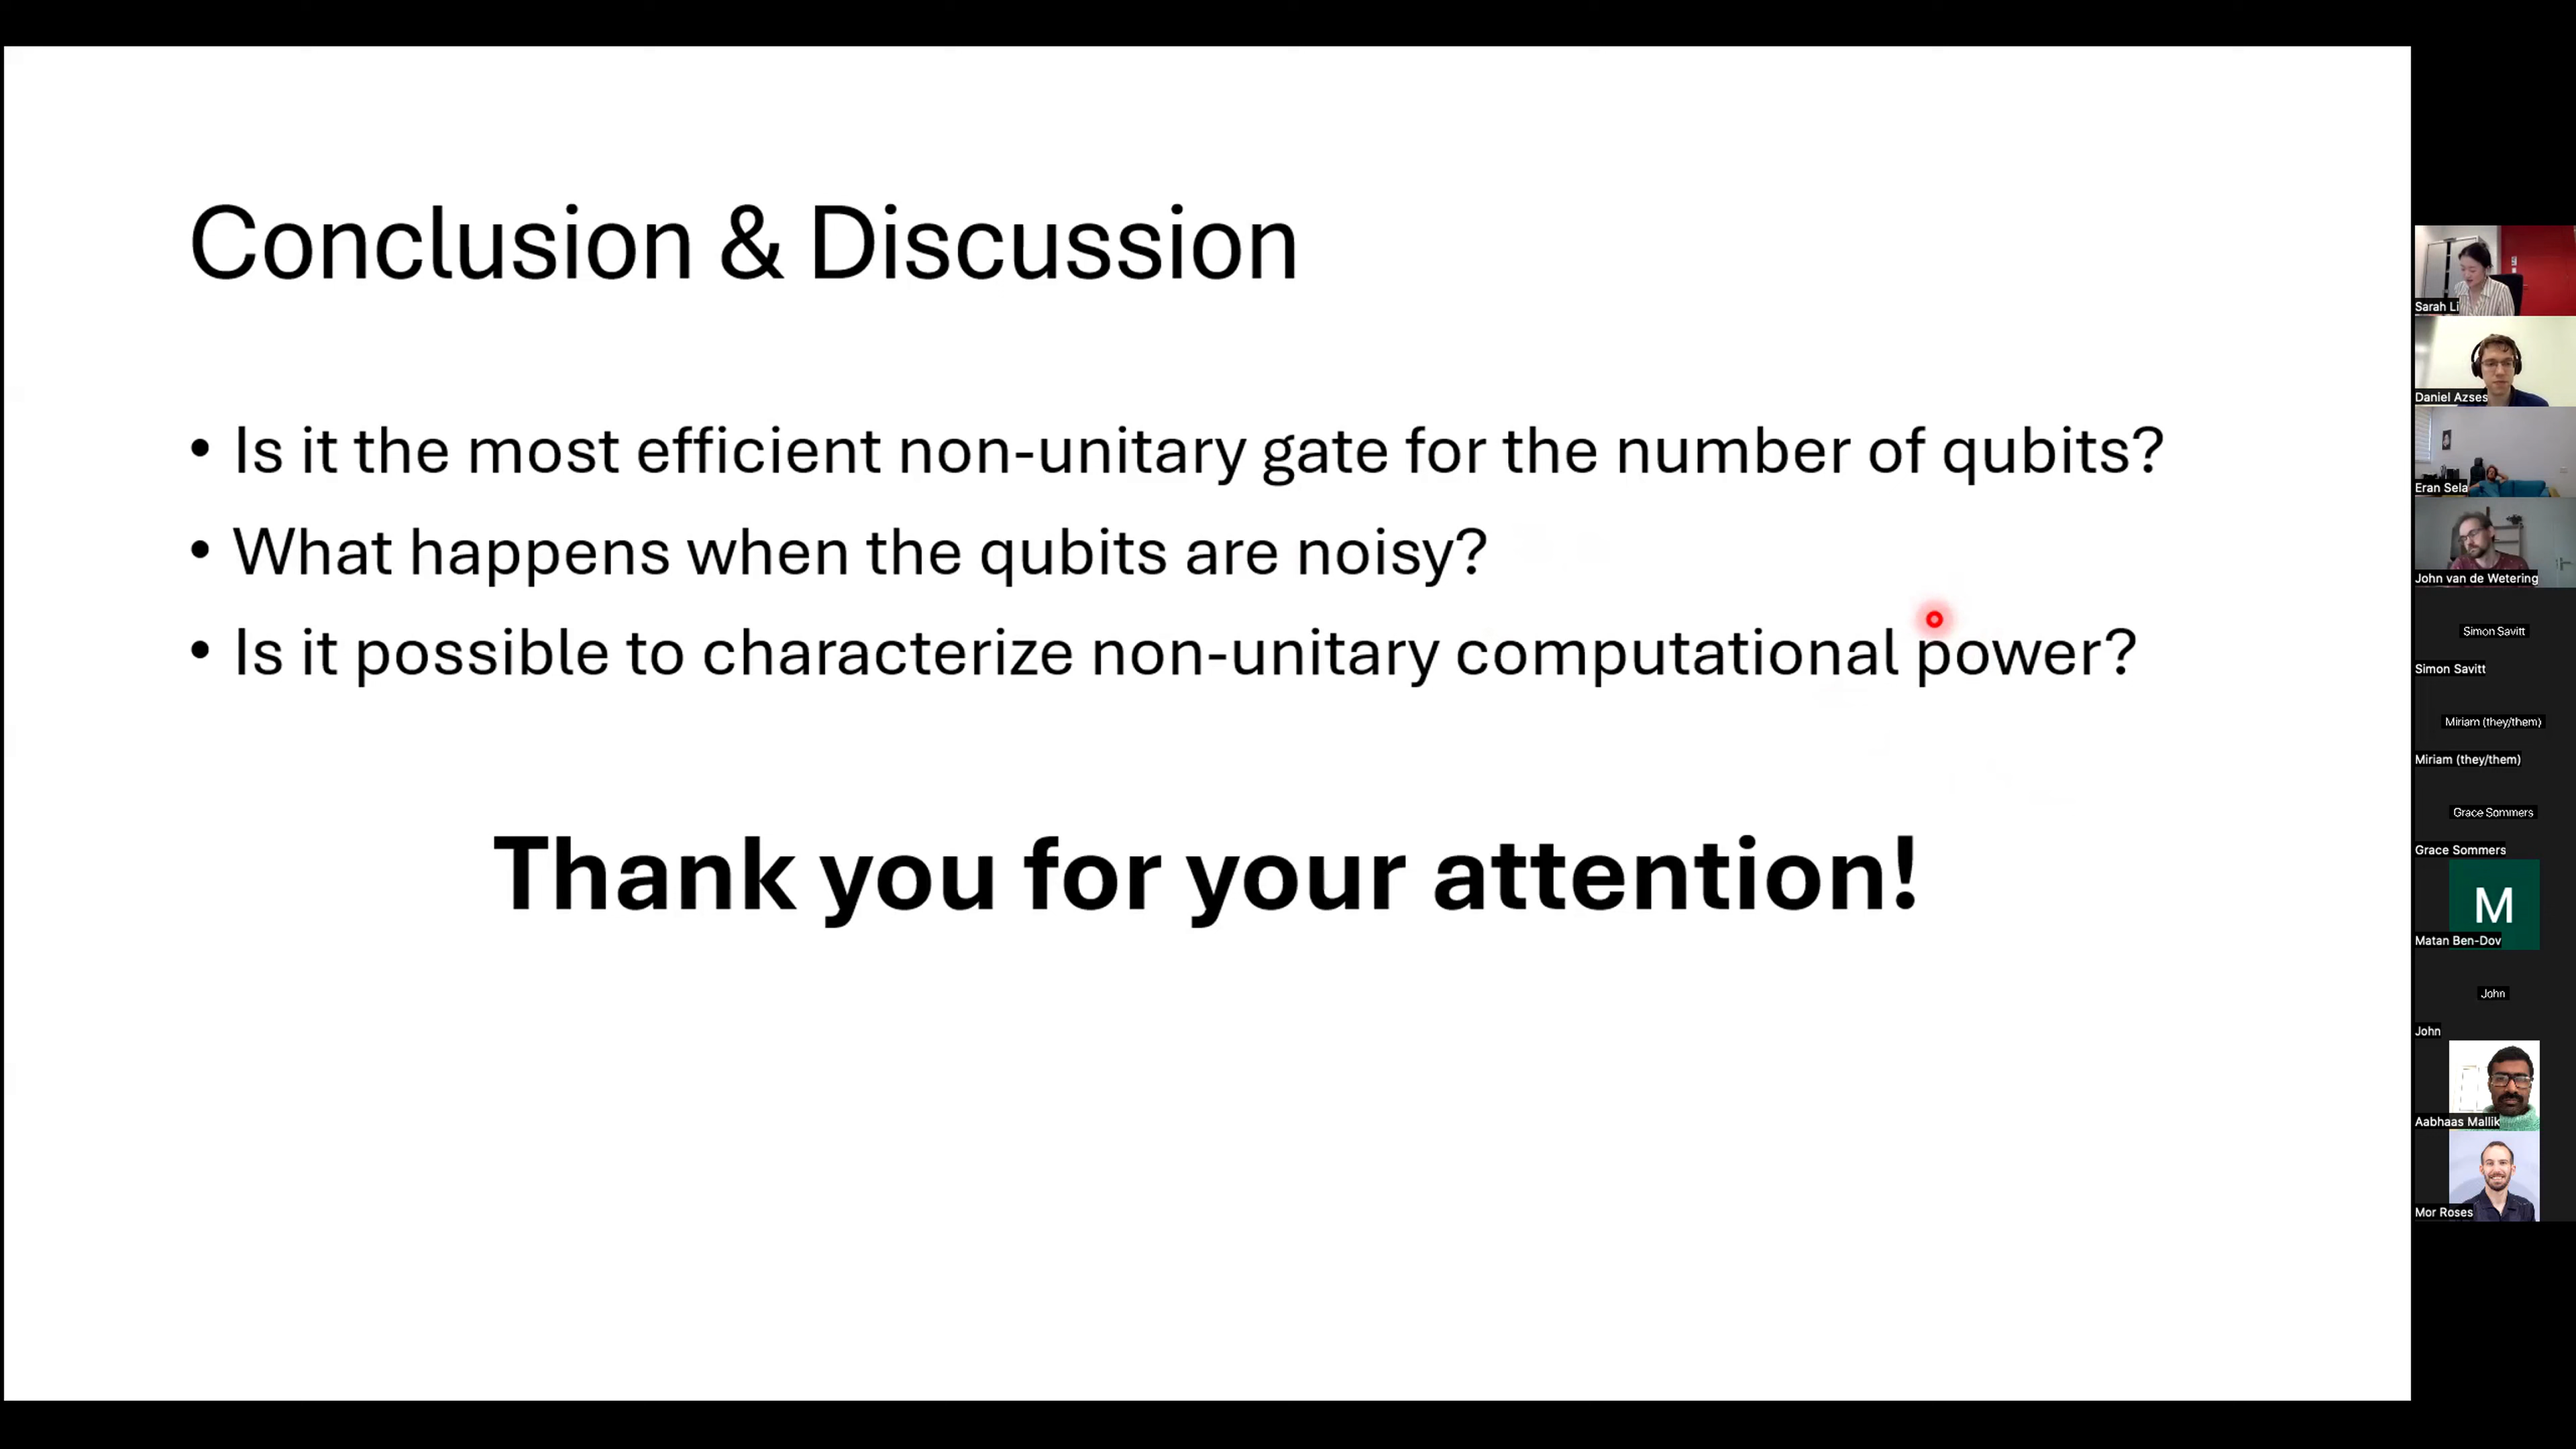 Conclusion & Discussion
• Is it the most efficient non-unitary gate for the number of qubits?
• What happens when the qubits are noisy?
• Is it possible to characterize non-unitary computational power?
Thank you for your attention!
Sarah Li
Daniel Azses
Eran Sela
John van de Wetering
Simon Savitt
Simon Savitt
Miriam (they/them)
Miriam (they/them)
Grace Sommers
Grace Sommers
M
Matan Ben-Dov
John
John
Aabhaas Mallik
Mor Roses